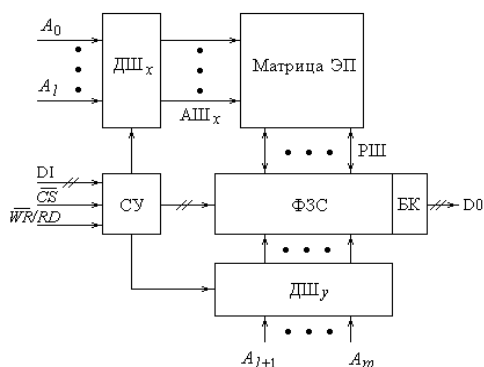 A0
ДШx
Матрица ЭП
Al
АШx
РШ
DI
CS
WR/RD
СУ
ФЗС
БК
D0
ДШy
Al+1
Am